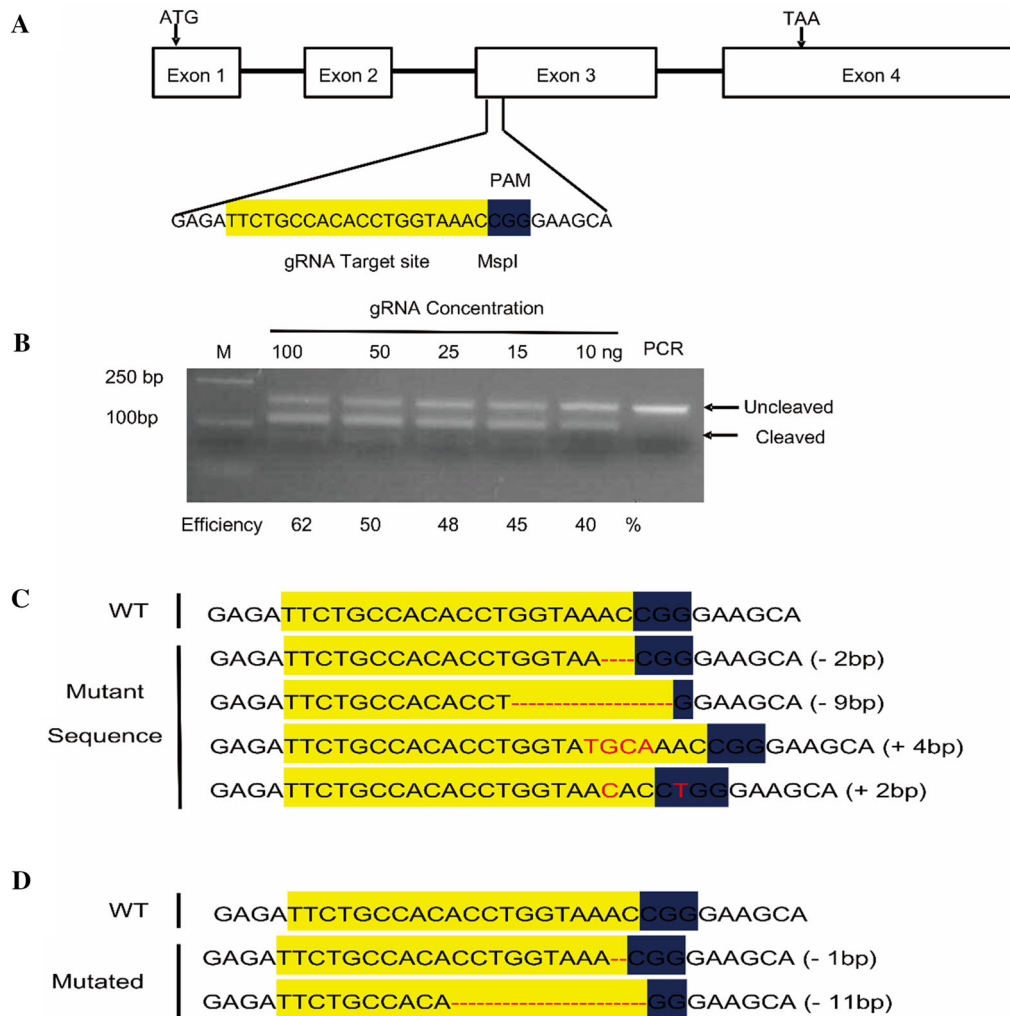 A
ATG
TAA
Exon 1
Exon 2
Exon 3
Exon 4
PAM
GAGATTCTGCCACACCTGGTAAACCGGGAAGCA
gRNA Target site
MspI
gRNA Concentration
B
M
100
50
25
15
10 ng
PCR
250 bp
100bp
Uncleaved
Cleaved
Efficiency
62
50
48
45
40
%
C
WT
GAGATTCTGCCACACCTGGTAAACCGGGAAGCA
Mutant
Sequence
GAGATTCTGCCACACCTGGTAA----CGGGAAGCA (- 2bp)
GAGATTCTGCCACACCT-------------------GGAAGCA (- 9bp)
GAGATTCTGCCACACCTGGTATGCAAACCGGGAAGCA (+ 4bp)
GAGATTCTGCCACACCTGGTAACACCTGGGAAGCA (+ 2bp)
D
WT
GAGATTCTGCCACACCTGGTAAACCGGGAAGCA
Mutated
GAGATTCTGCCACACCTGGTAAA--CGGGAAGCA (- 1bp)
GAGATTCTGCCACA-----------------------GGGAAGCA (- 11bp)